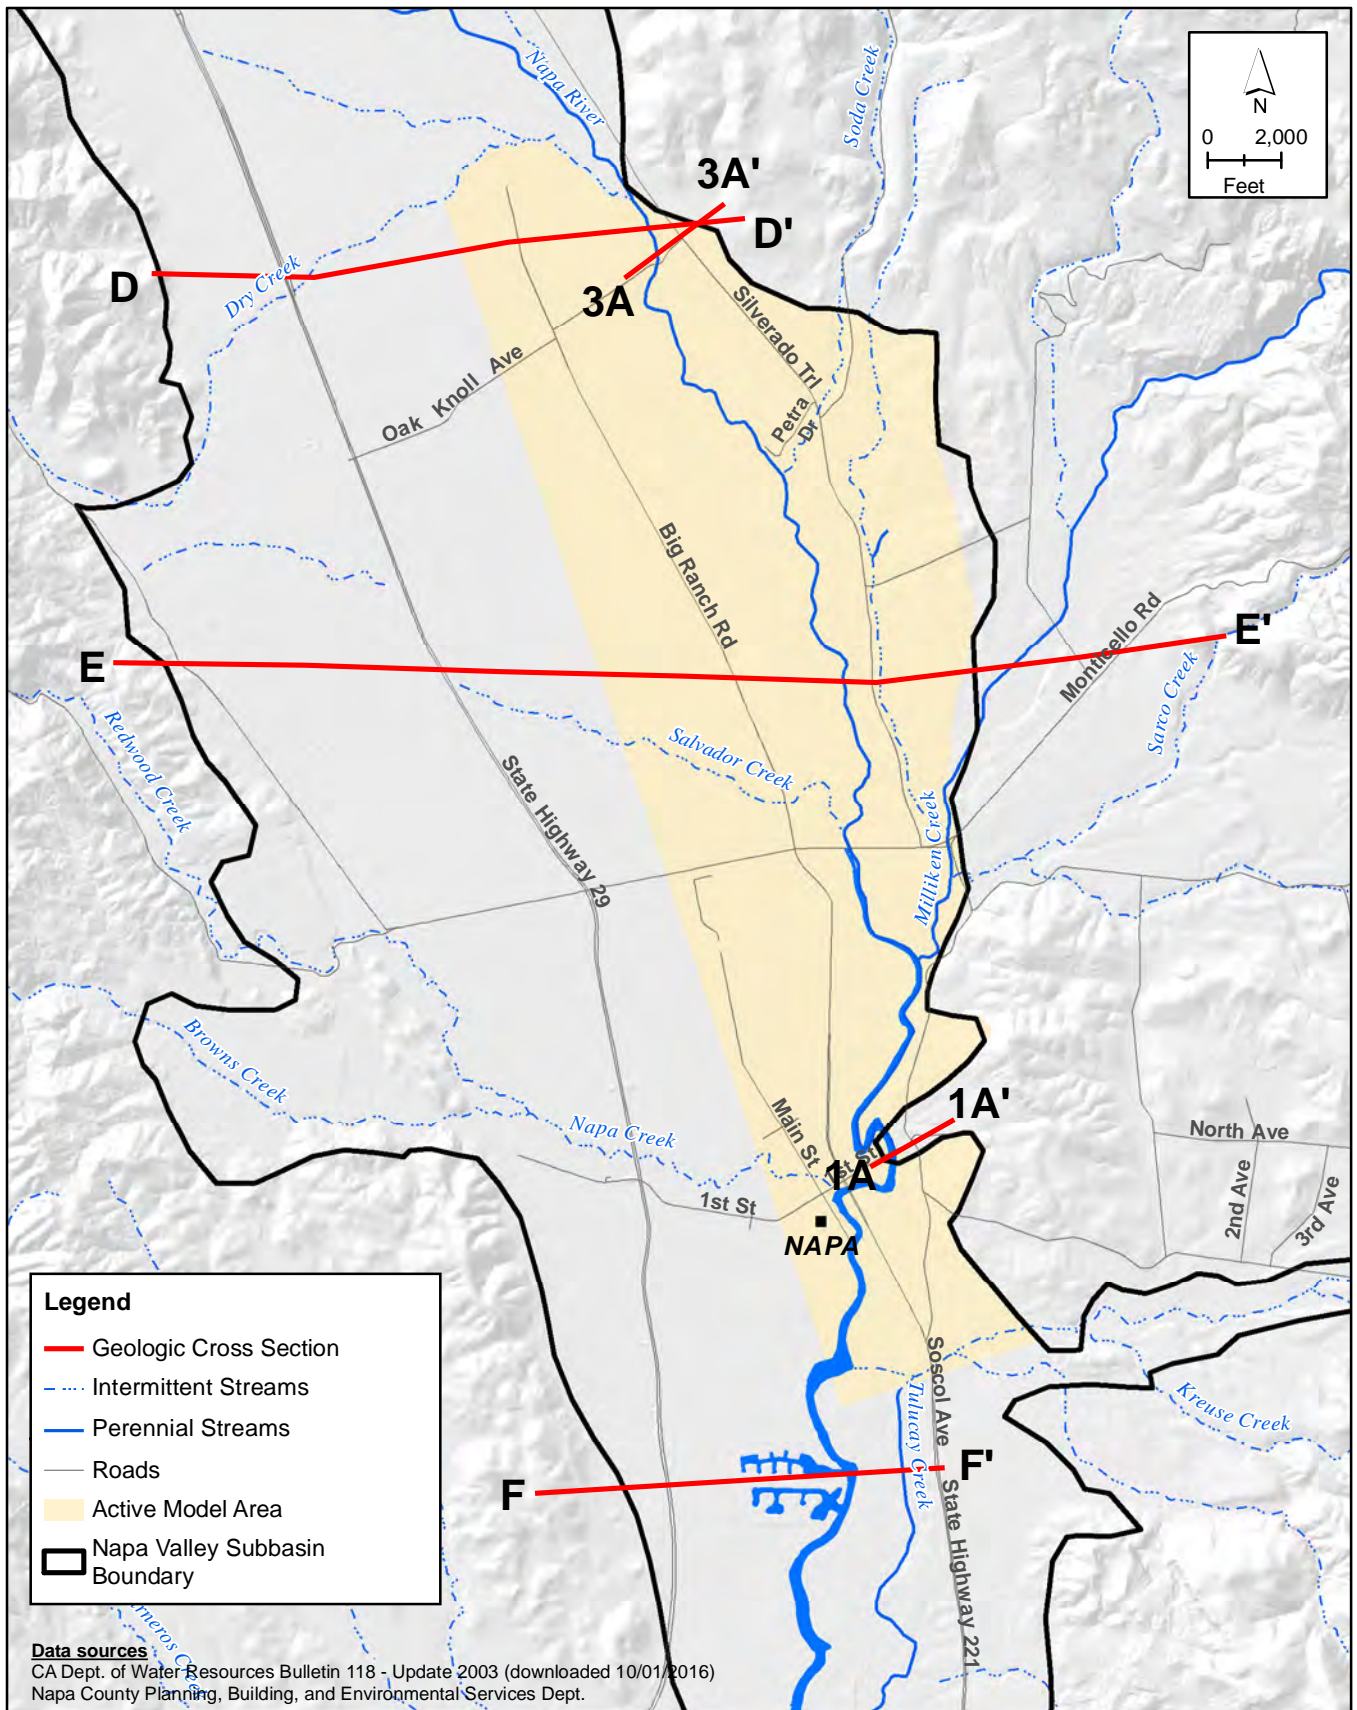 Napa River
Soda Creek
N
0 2,000
Feet
3A'
D'
D
Dry Creek
3A
Silverado Trl
Oak Knoll Ave
Petra
Dr
Big Ranch Rd
E'
E
Monticello Rd
Sarco Creek
Redwood Creek
Salvador Creek
State Highway 29
Milliken Creek
Browns Creek
Napa Creek
Main St
1A'
1st St
1A
North Ave
2nd Ave
3rd Ave
1st St
NAPA
Legend
Geologic Cross Section
Intermittent Streams
Perennial Streams
Roads
Active Model Area
Napa Valley Subbasin
Boundary
Soscol Ave
Tulucay Creek
Kreuse Creek
F
F'
State Highway 221
rneros Creek
Data sources
CA Dept. of Water Resources Bulletin 118 - Update 2003 (downloaded 10/01/2016)
Napa County Planning, Building, and Environmental Services Dept.